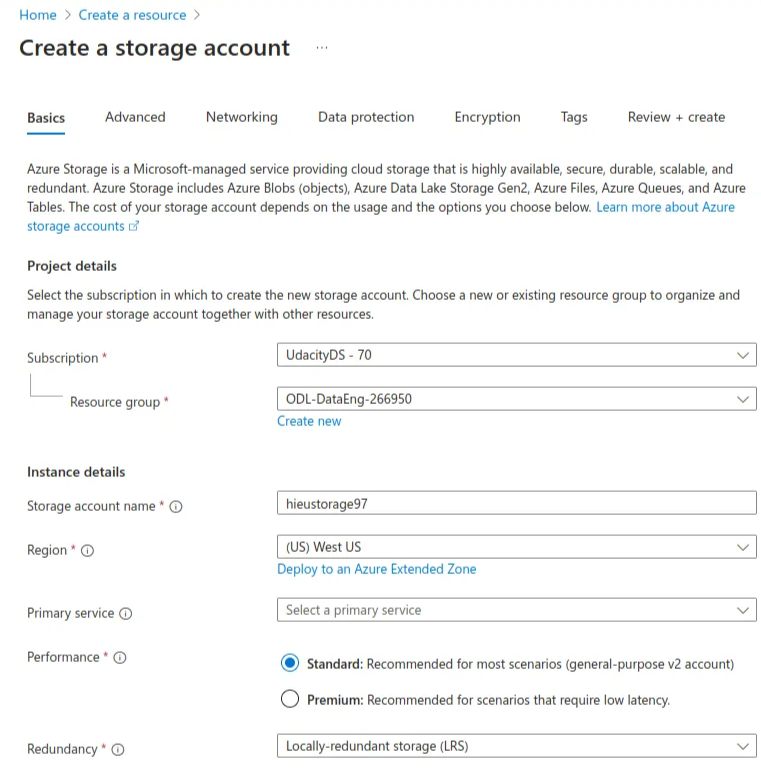 Home > Create a resource >
Create a storage account ...
Basics Advanced Networking Data protection Encryption Tags Review + create
Azure Storage is a Microsoft-managed service providing cloud storage that is highly available, secure, durable, scalable, and
redundant. Azure Storage includes Azure Blobs (objects), Azure Data Lake Storage Gen2, Azure Files, Azure Queues, and Azure
Tables. The cost of your storage account depends on the usage and the options you choose below. Learn more about Azure
storage accounts
Project details
Select the subscription in which to create the new storage account. Choose a new or existing resource group to organize and
manage your storage account together with other resources.
Subscription * UdacityDS - 70
Resource group * ODL-DataEng-266950
Create new
Instance details
Storage account name * hieustorage97
Region * (US) West US
Deploy to an Azure Extended Zone
Primary service Select a primary service
Performance * Standard: Recommended for most scenarios (general-purpose v2 account)
Premium: Recommended for scenarios that require low latency.
Redundancy * Locally-redundant storage (LRS)